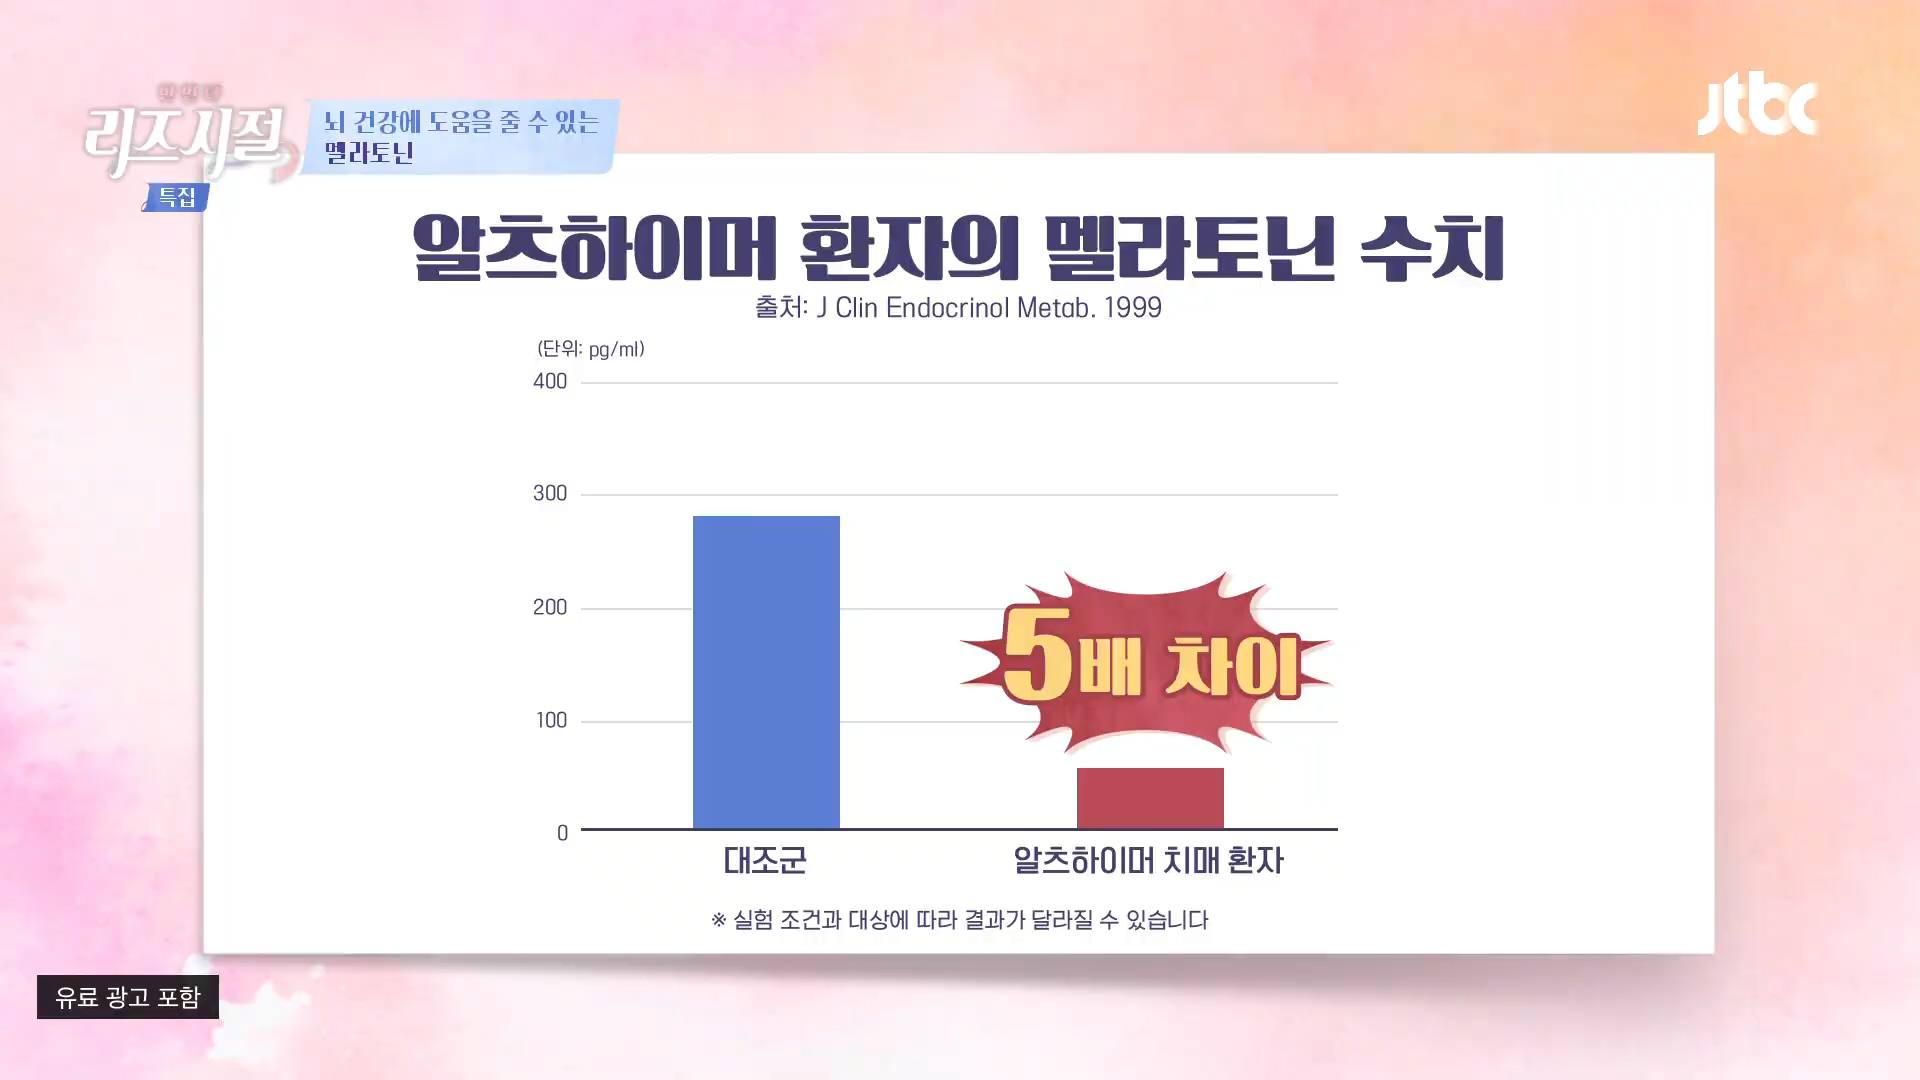 한 번 더
리즈시절
특집
뇌 건강에 도움을 줄 수 있는
멜라토닌
jtbc
알츠하이머 환자의 멜라토닌 수치
출처: J Clin Endocrinol Metab. 1999
(단위: pg/ml)
400
300
200
100
0
5배 차이
대조군
알츠하이머 치매 환자
※ 실험 조건과 대상에 따라 결과가 달라질 수 있습니다
유료 광고 포함